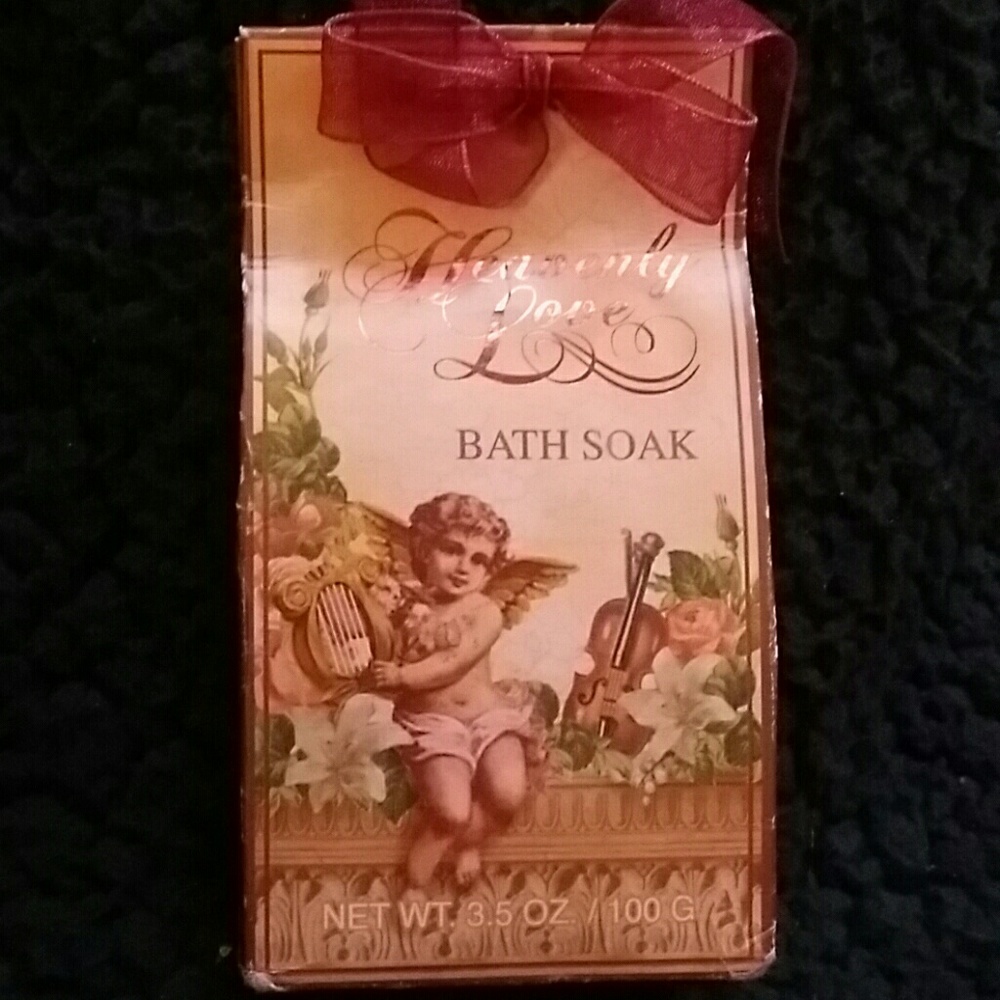 Heavenly
Love
BATH SOAK
NET WT. 3.5 OZ. / 100 G